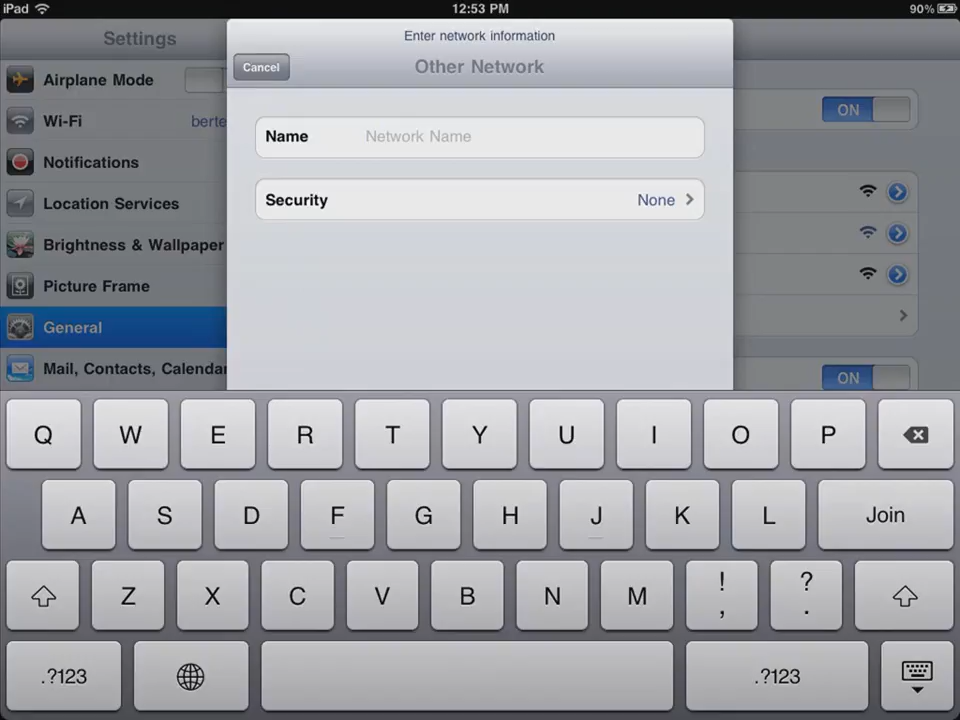 iPad 12:53 PM 90%
Settings
Enter network information
Cancel Other Network
Airplane Mode
Wi-Fi berte
Notifications
Location Services
Brightness & Wallpaper
Picture Frame
General
Mail, Contacts, Calendar
Name Network Name
Security None
ON
ON
Q W E R T Y U I O P
A S D F G H J K L Join
Z X C V B N M ! , ? .
.?123 .?123